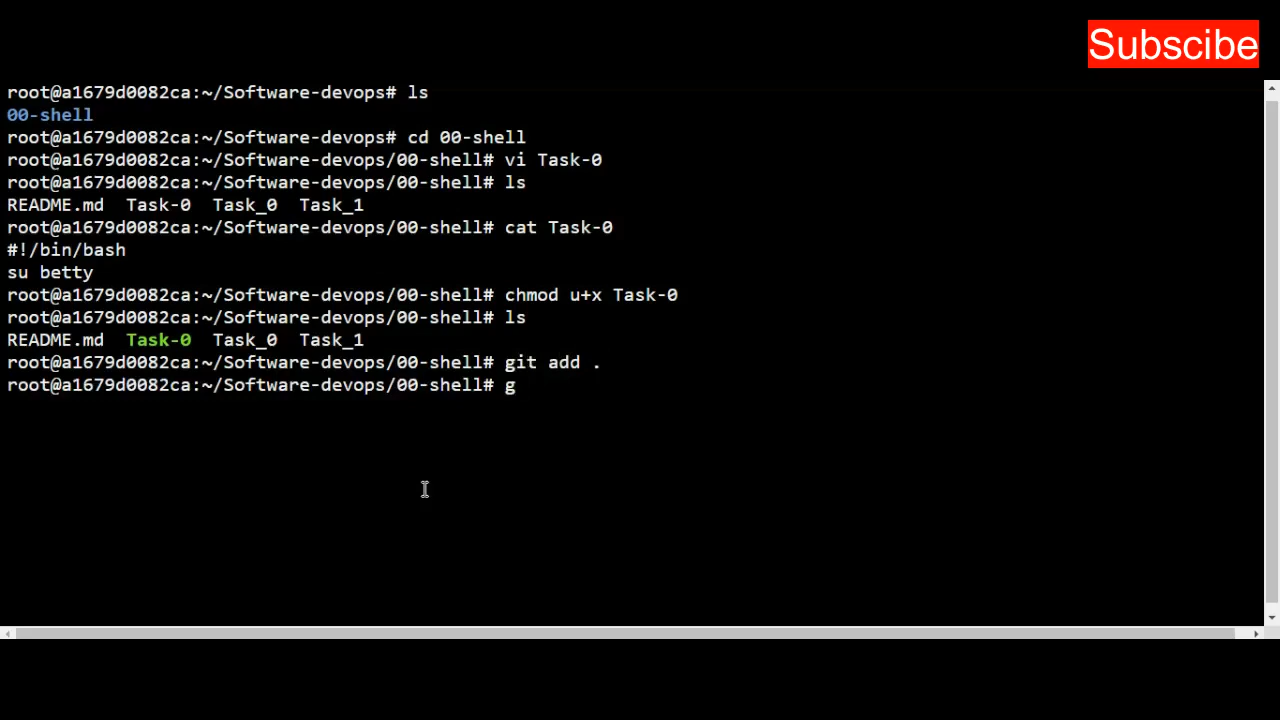 Subscibe
root@a1679d0082ca:~/Software-devops# ls
00-shell
root@a1679d0082ca:~/Software-devops# cd 00-shell
root@a1679d0082ca:~/Software-devops/00-shell# vi Task-0
root@a1679d0082ca:~/Software-devops/00-shell# ls
README.md  Task-0  Task_0  Task_1
root@a1679d0082ca:~/Software-devops/00-shell# cat Task-0
#!/bin/bash
su betty
root@a1679d0082ca:~/Software-devops/00-shell# chmod u+x Task-0
root@a1679d0082ca:~/Software-devops/00-shell# ls
README.md  Task-0  Task_0  Task_1
root@a1679d0082ca:~/Software-devops/00-shell# git add .
root@a1679d0082ca:~/Software-devops/00-shell# g